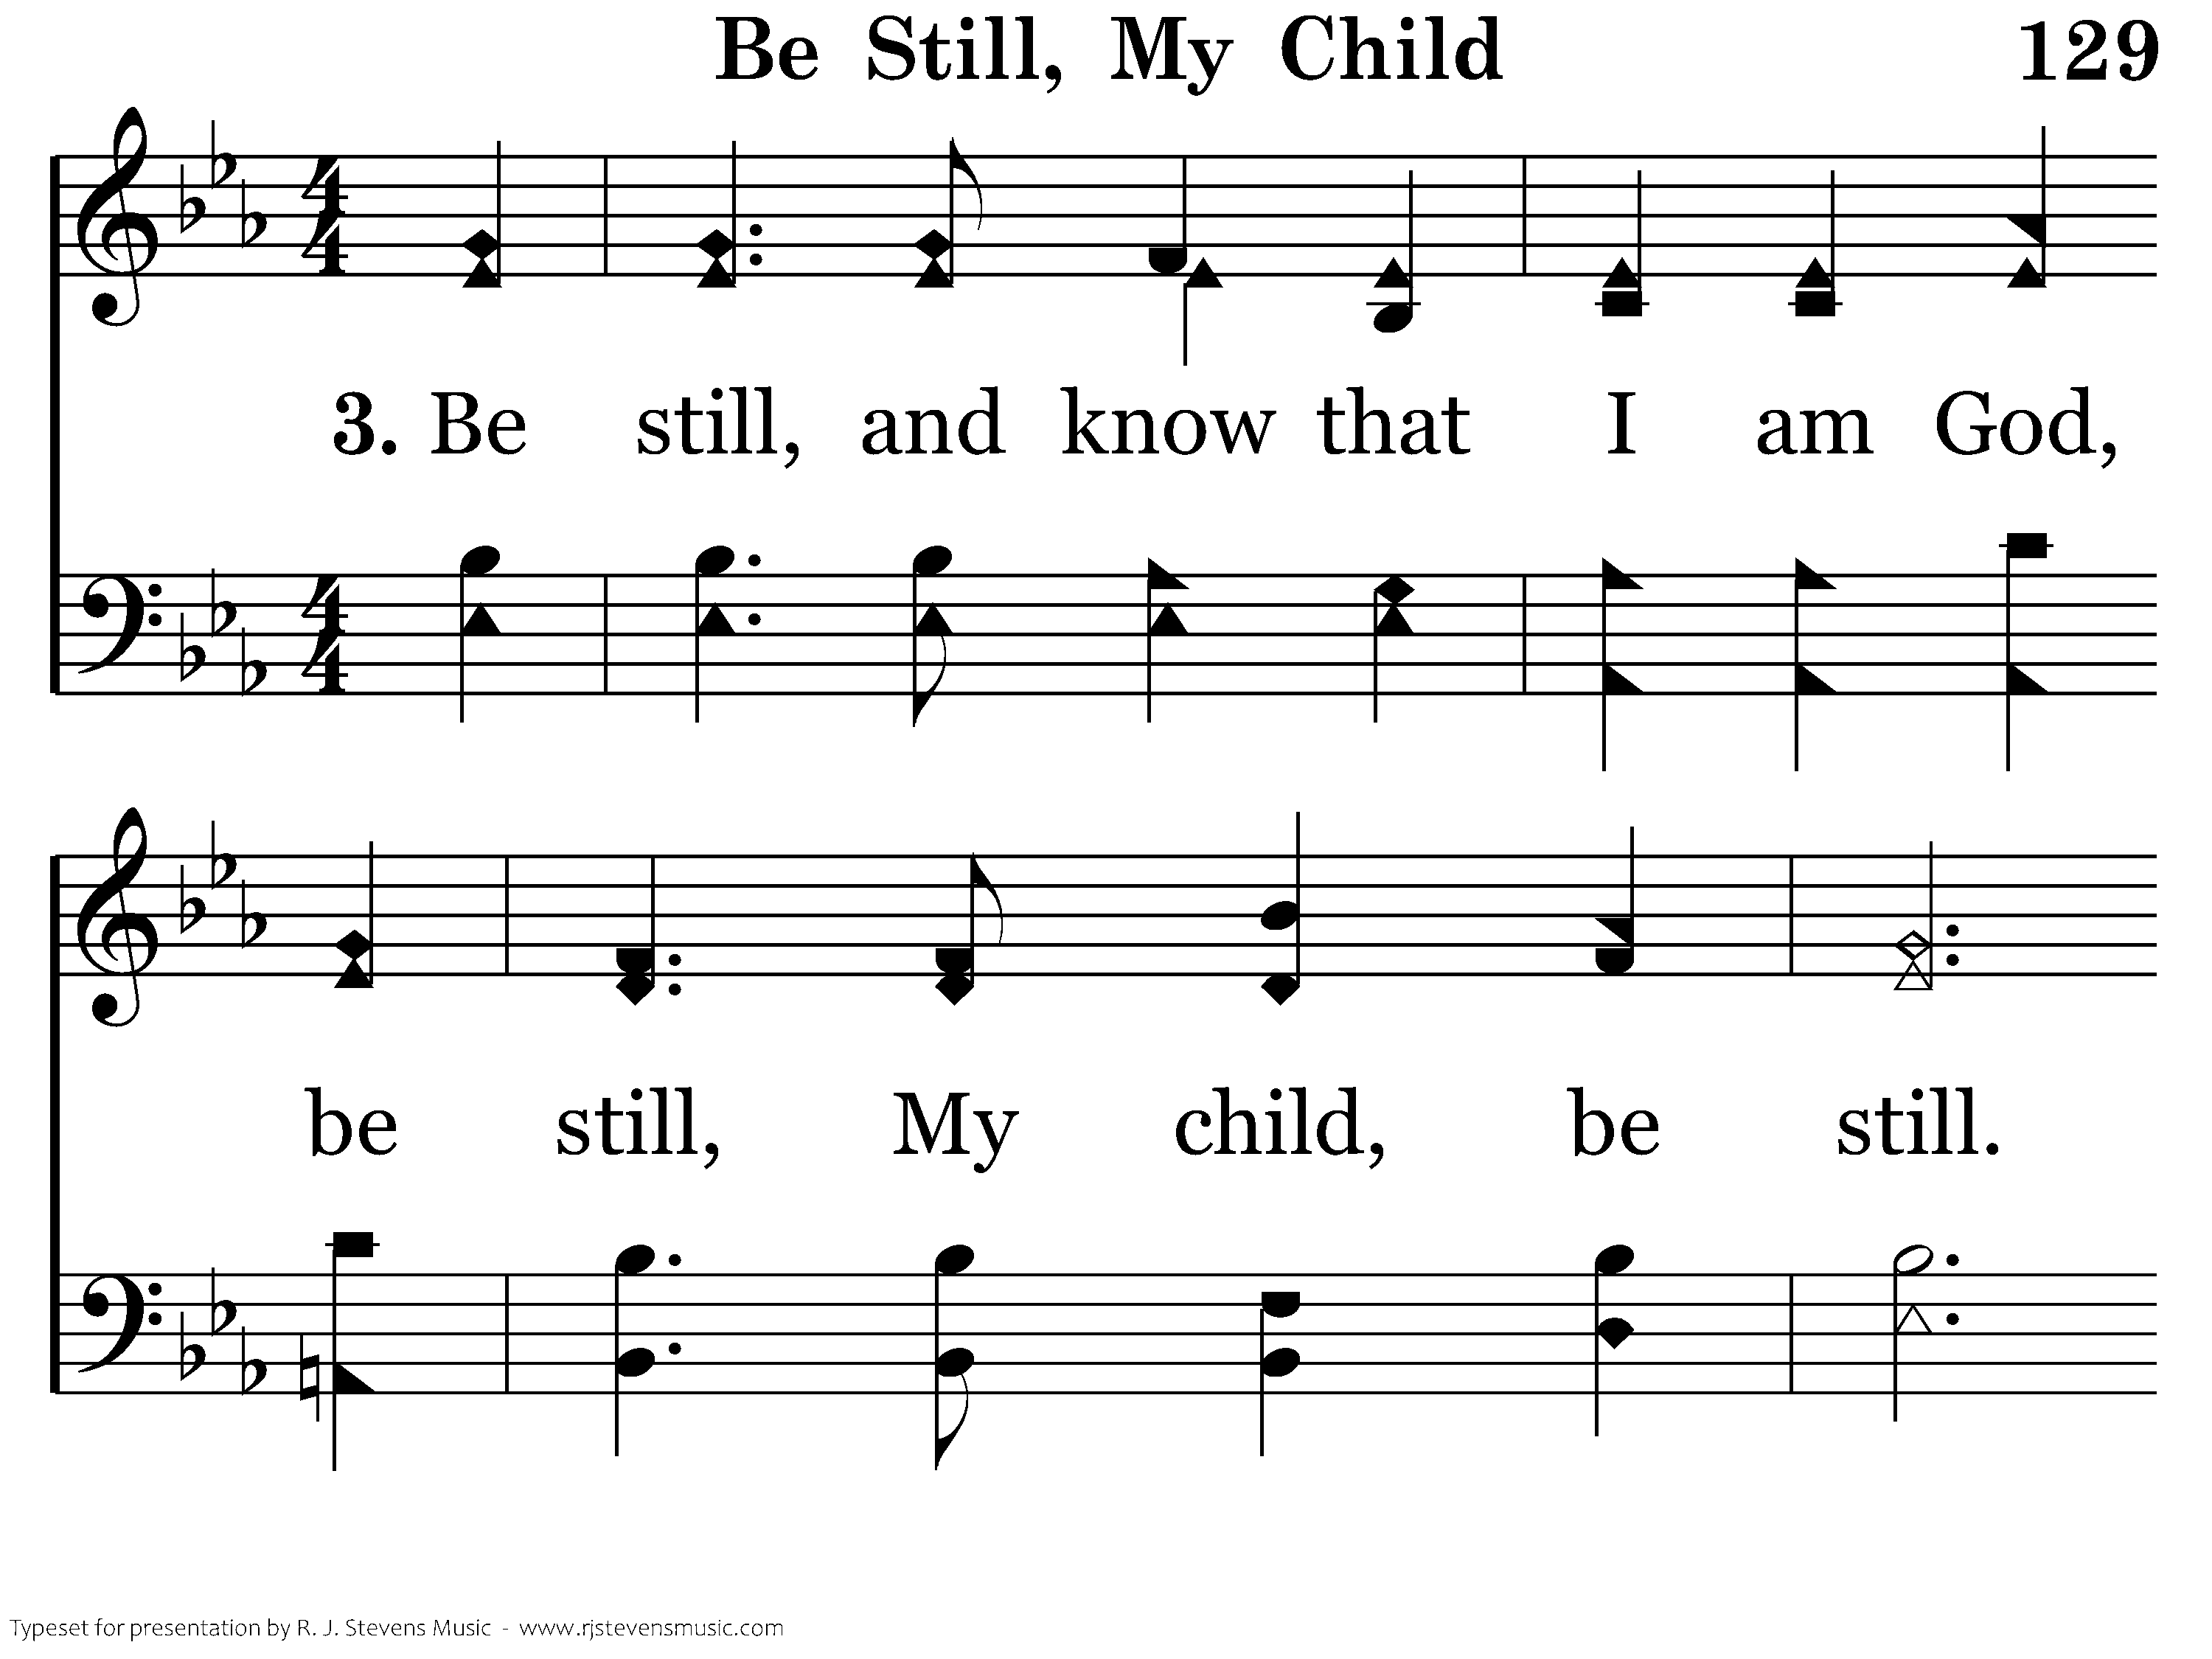 Be Still, My Child 129
3. Be still, and know that I am God,
be still, My child, be still.
Typeset for presentation by R. J. Stevens Music - www.rjstevensmusic.com